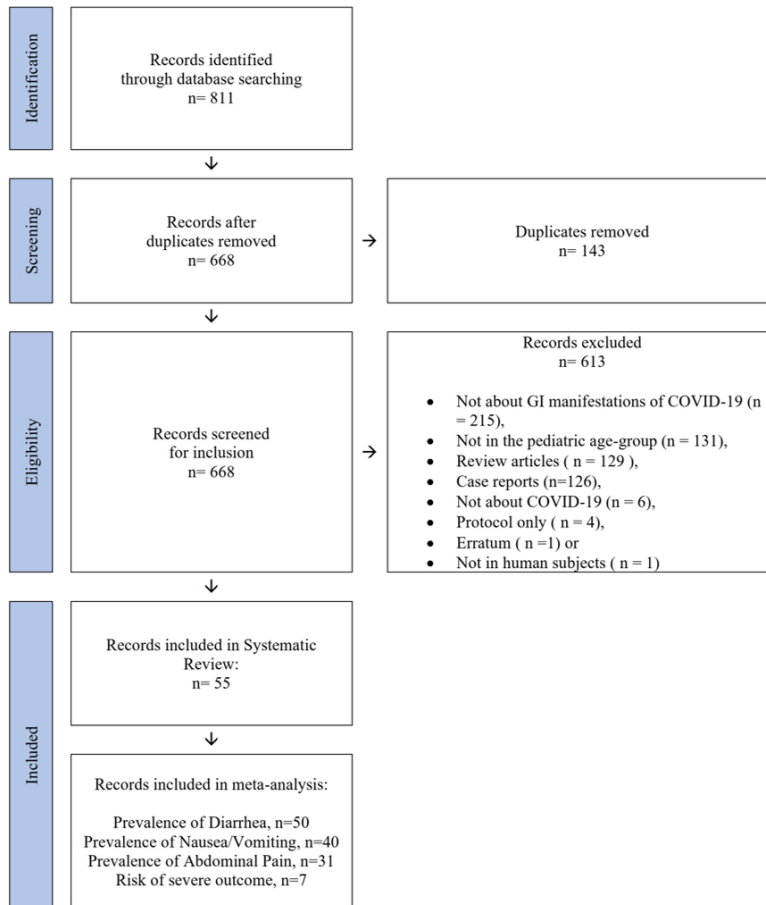 Identification
Records identified
through database searching
n= 811
Screening
Records after
duplicates removed
n= 668
Duplicates removed
n= 143
Eligibility
Records screened
for inclusion
n= 668
Records excluded
n= 613
• Not about GI manifestations of COVID-19 (n
= 215),
• Not in the pediatric age-group (n = 131),
• Review articles ( n = 129 ),
• Case reports (n=126),
• Not about COVID-19 (n = 6),
• Protocol only ( n = 4),
• Erratum ( n =1) or
• Not in human subjects ( n = 1)
Included
Records included in Systematic
Review:
n= 55
Records included in meta-analysis:
Prevalence of Diarrhea, n=50
Prevalence of Nausea/Vomiting, n=40
Prevalence of Abdominal Pain, n=31
Risk of severe outcome, n=7